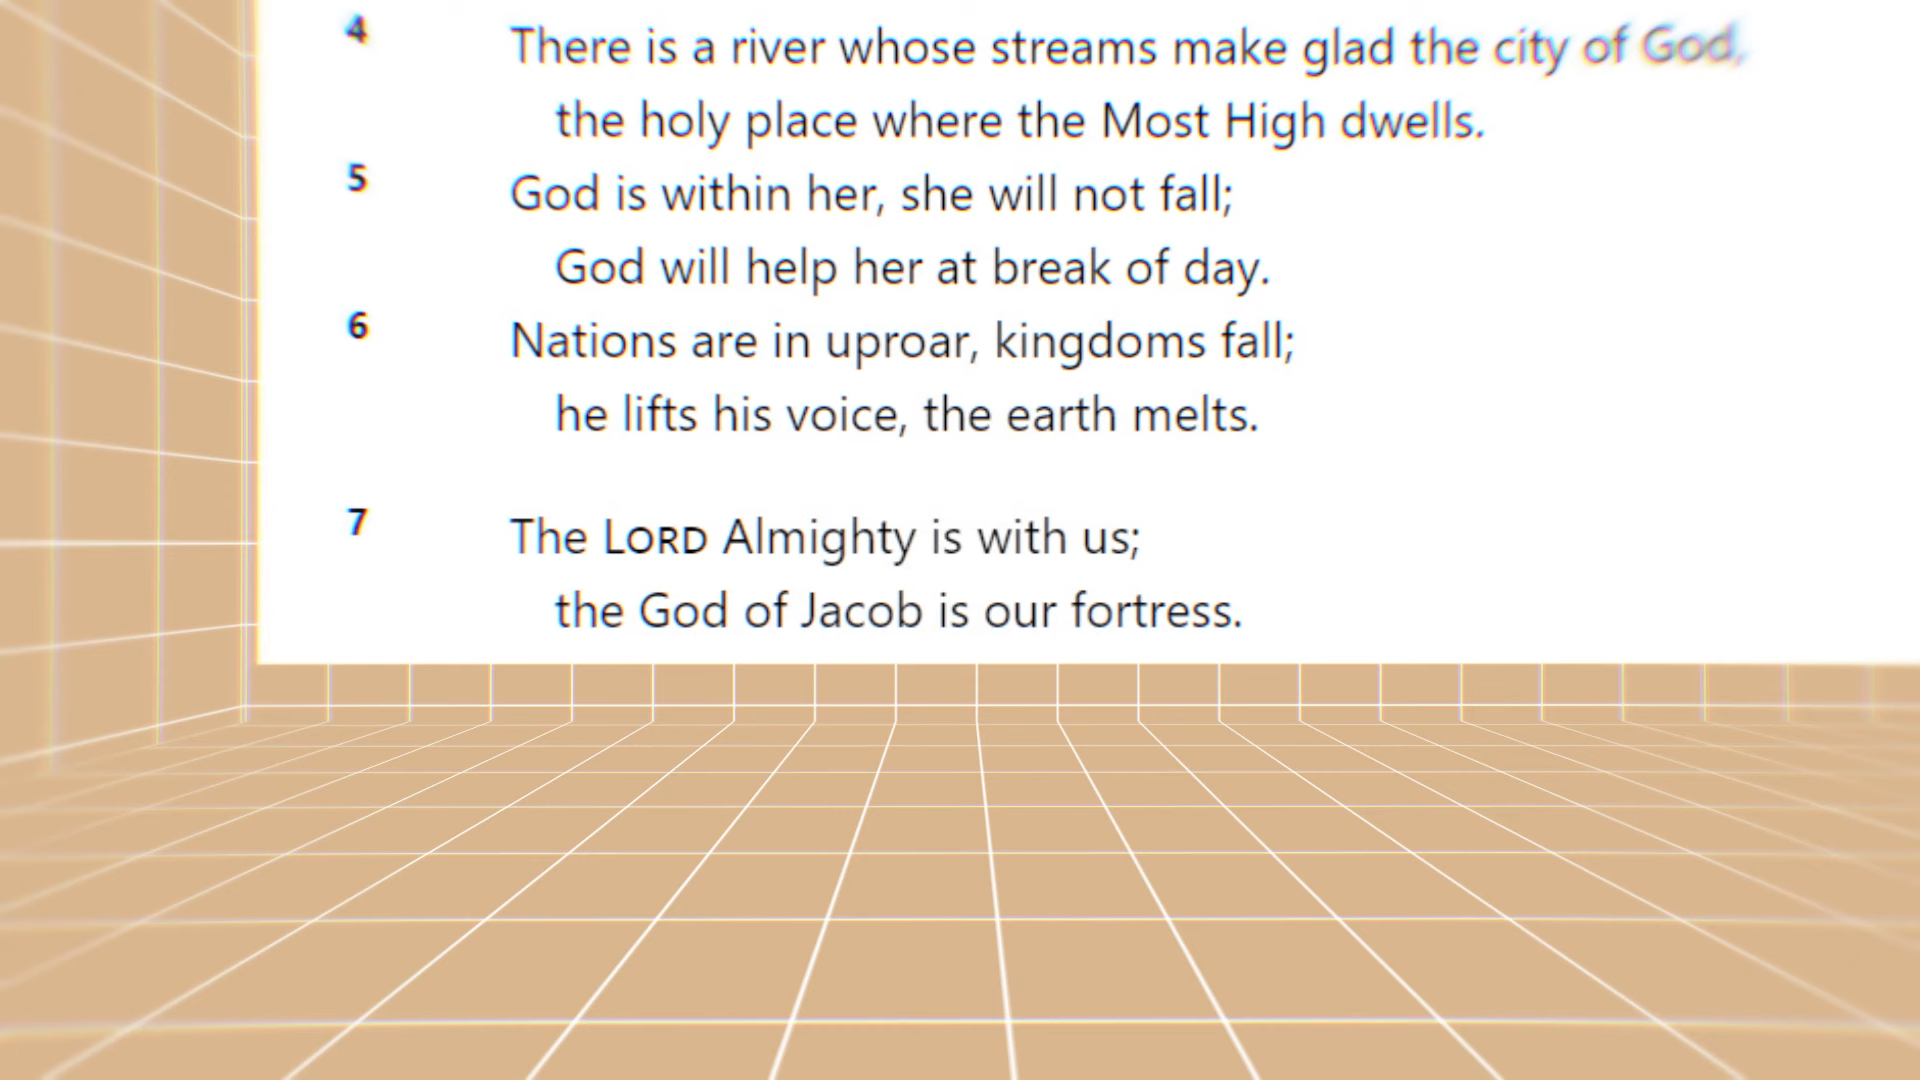 4 There is a river whose streams make glad the city of God,
the holy place where the Most High dwells.
5 God is within her, she will not fall;
God will help her at break of day.
6 Nations are in uproar, kingdoms fall;
he lifts his voice, the earth melts.
7 The LORD Almighty is with us;
the God of Jacob is our fortress.